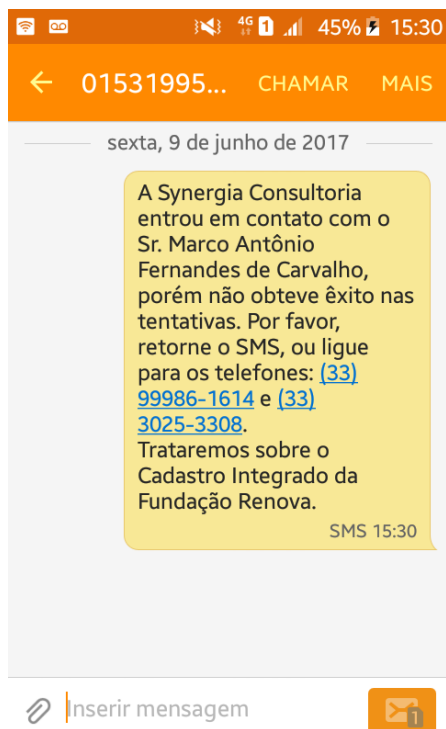 4G 1 45% 15:30
01531995... CHAMAR MAIS
sexta, 9 de junho de 2017
A Synergia Consultoria
entrou em contato com o
Sr. Marco Antônio
Fernandes de Carvalho,
porém não obteve êxito nas
tentativas. Por favor,
retorne o SMS, ou ligue
para os telefones: (33)
99986-1614 e (33)
3025-3308.
Trataremos sobre o
Cadastro Integrado da
Fundação Renova.
SMS 15:30
Inserir mensagem
1